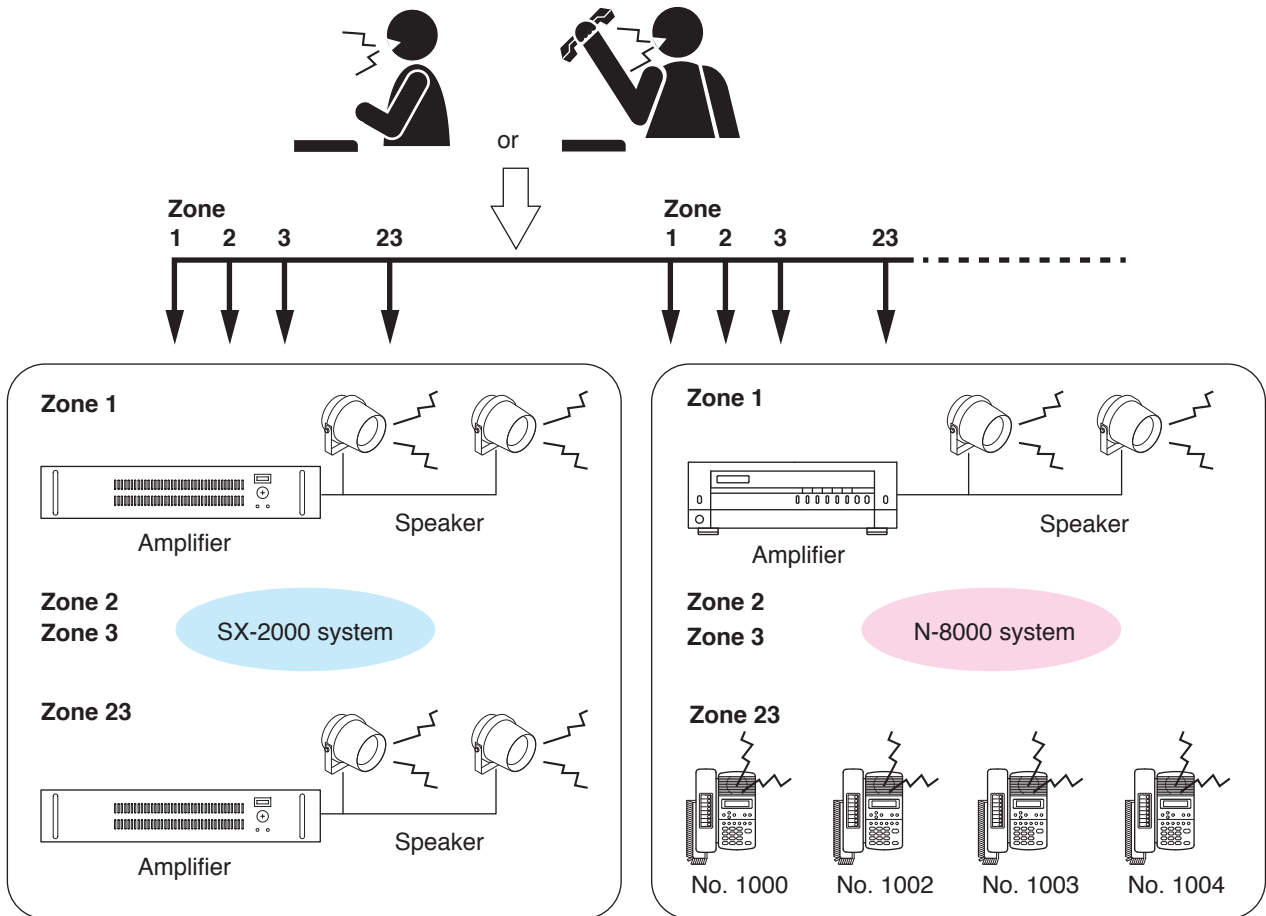 or
Zone
1 2 3 23
Zone
1 2 3 23
Zone 1
Amplifier
Speaker
Zone 2
Zone 3
SX-2000 system
Zone 23
Amplifier
Speaker
Zone 1
Amplifier
Speaker
Zone 2
Zone 3
N-8000 system
Zone 23
No. 1000 No. 1002 No. 1003 No. 1004